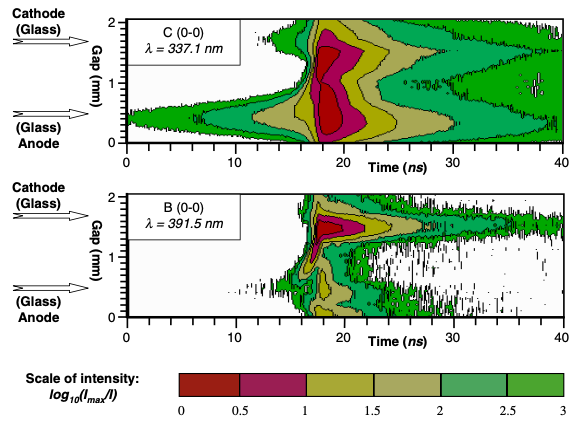 Cathode
(Glass)
2
C (0-0)
λ = 337.1 nm
Gap (mm)
1
(Glass)
Anode
0
0 10 20 30 40
Time (ns)
Cathode
(Glass)
2
B (0-0)
λ = 391.5 nm
Gap (mm)
1
(Glass)
Anode
0
0 10 20 30 40
Time (ns)
Scale of intensity:
log10(Imax/I)
0 0.5 1 1.5 2 2.5 3